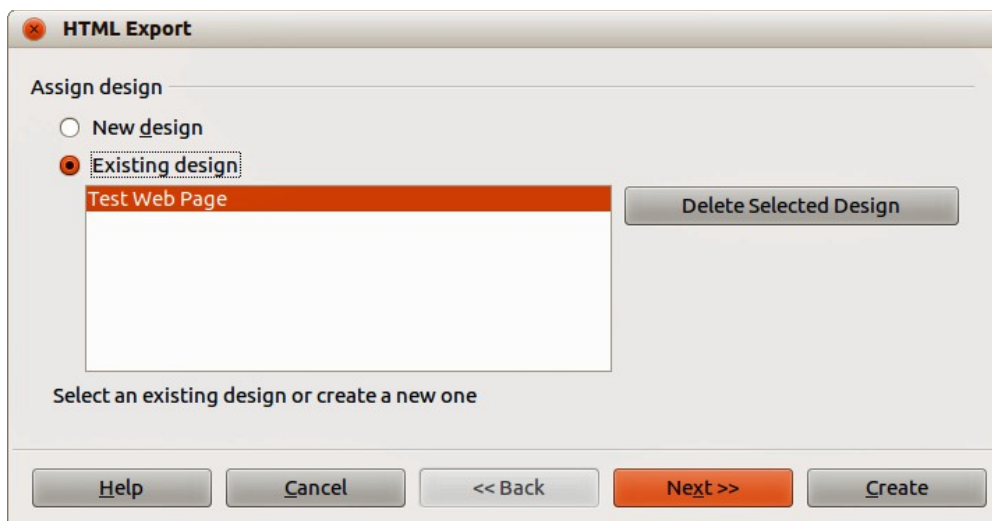 HTML Export
Assign design
New design
Existing design
Test Web Page
Delete Selected Design
Select an existing design or create a new one
Help Cancel << Back Next >> Create